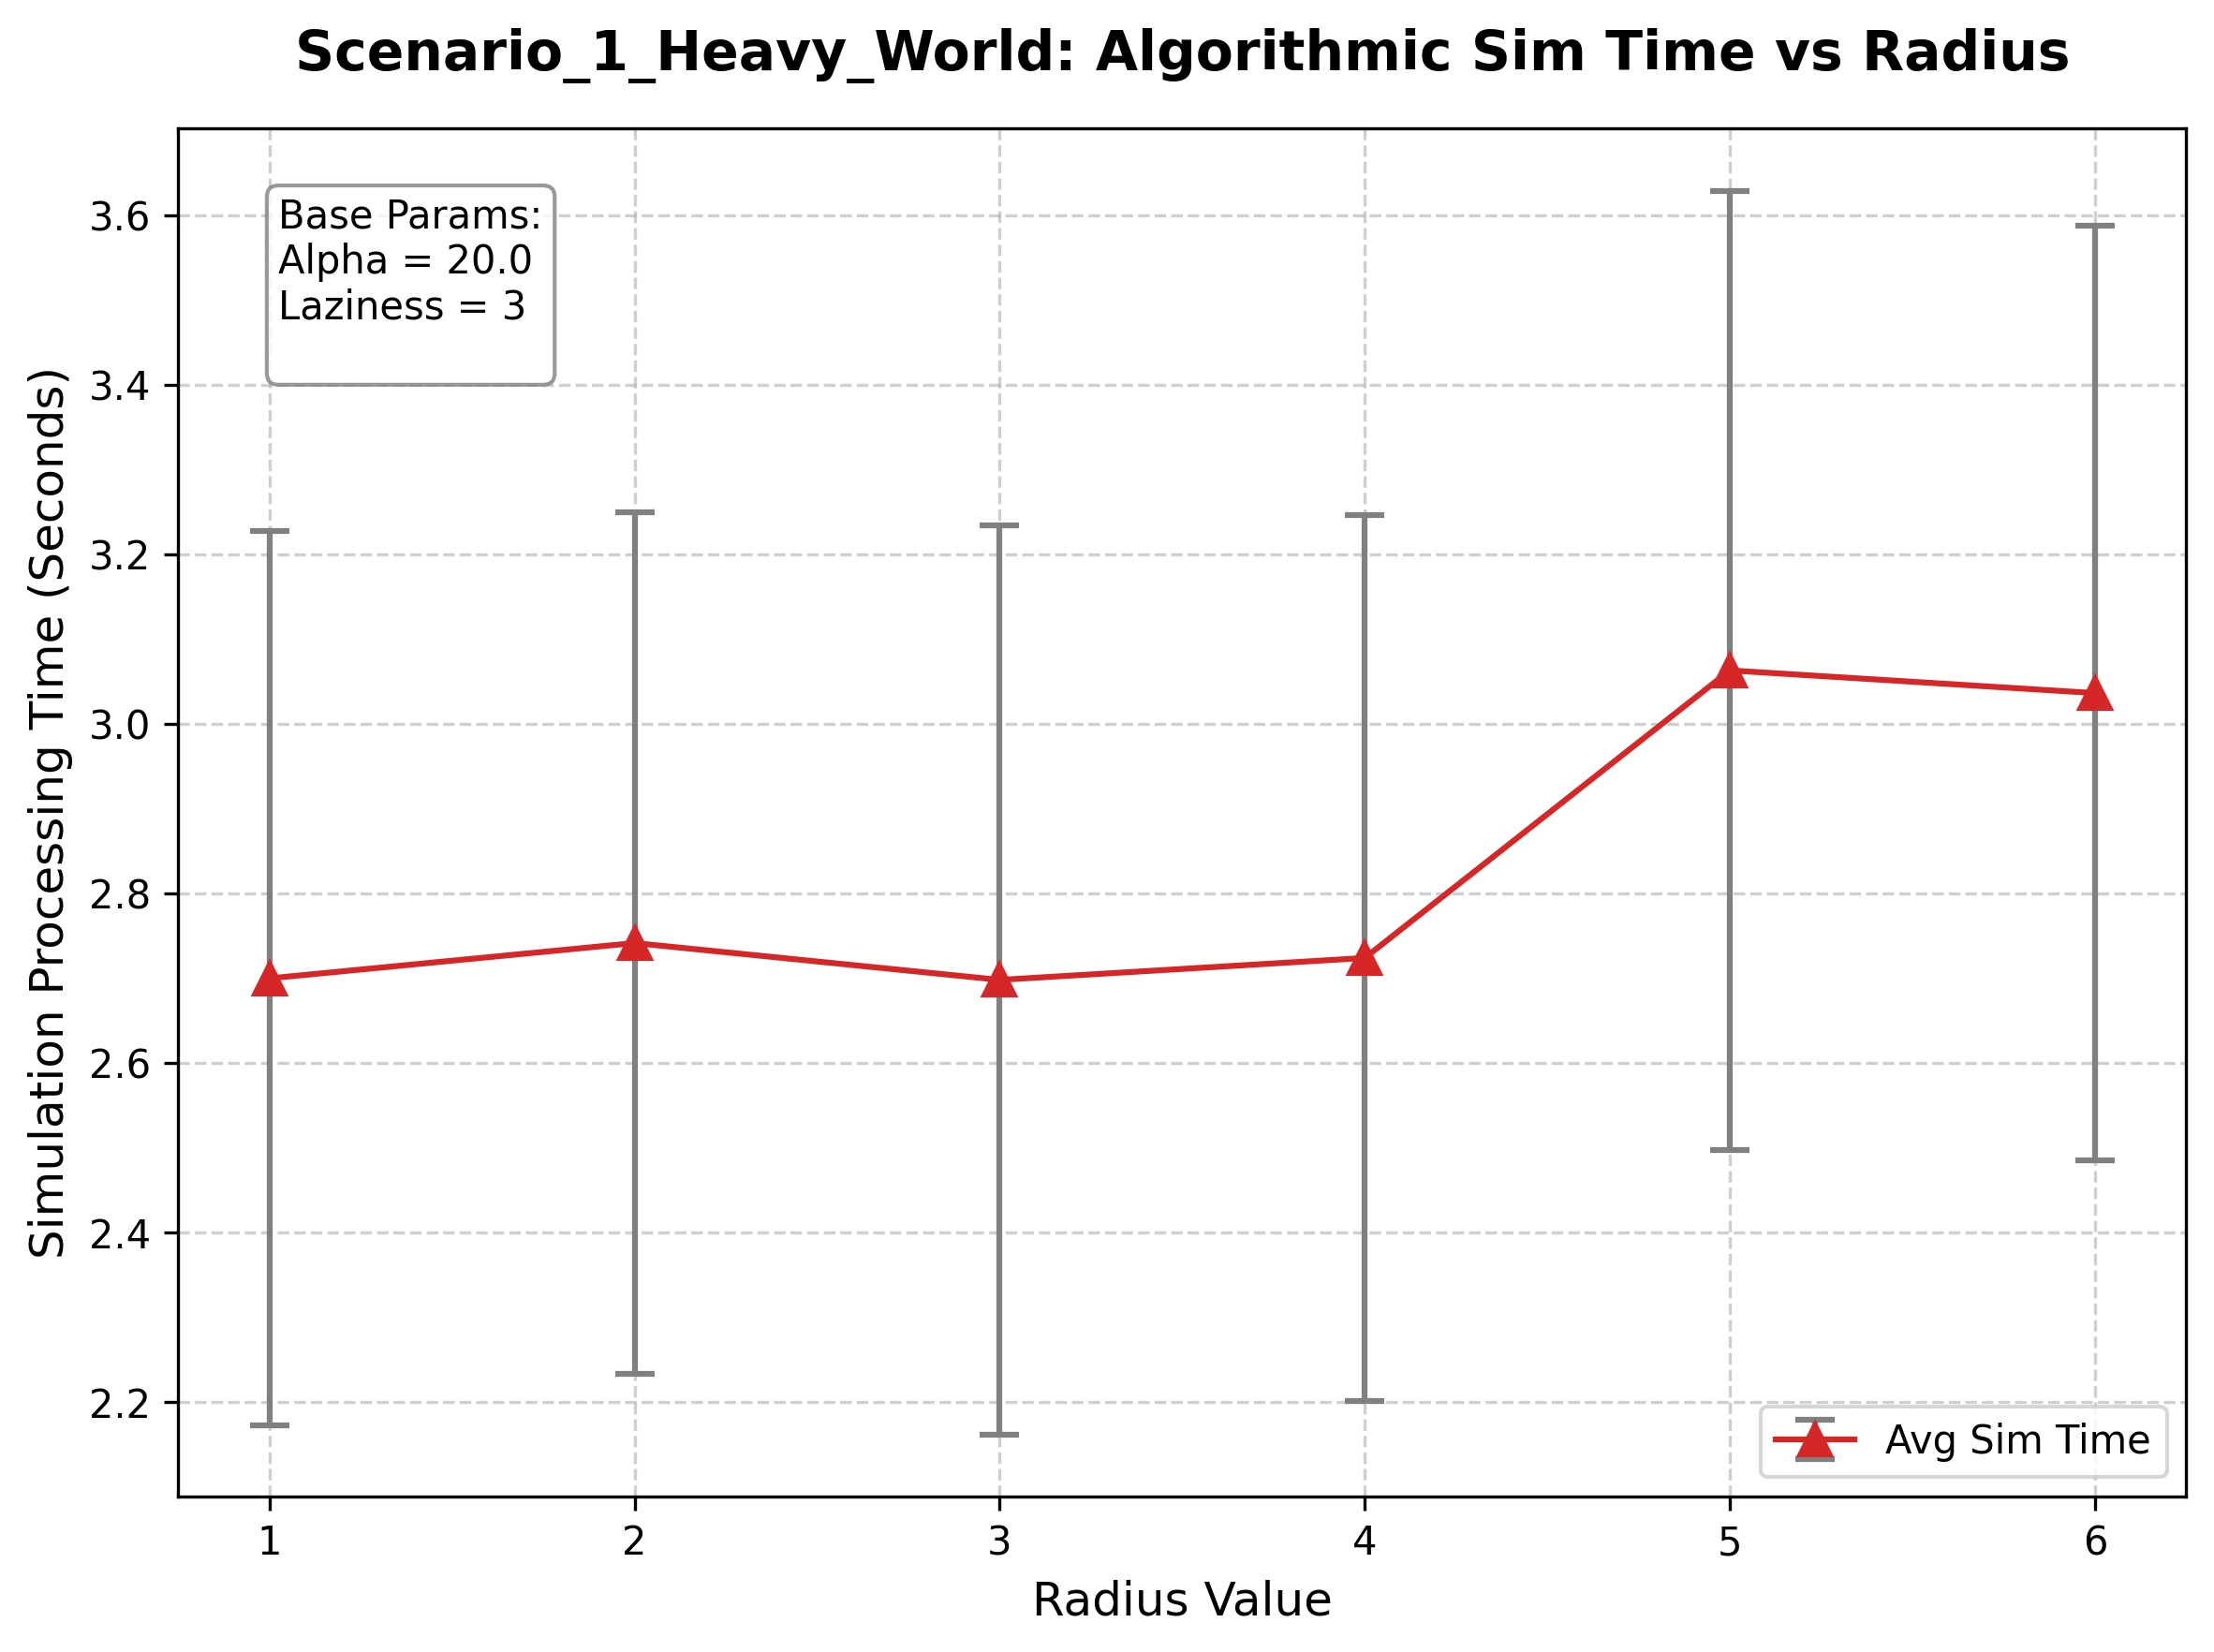 Scenario_1_Heavy_World: Algorithmic Sim Time vs Radius
Base Params:
Alpha = 20.0
Laziness = 3
Simulation Processing Time (Seconds)
3.6
3.4
3.2
3.0
2.8
2.6
2.4
2.2
Avg Sim Time
1 2 3 4 5 6
Radius Value